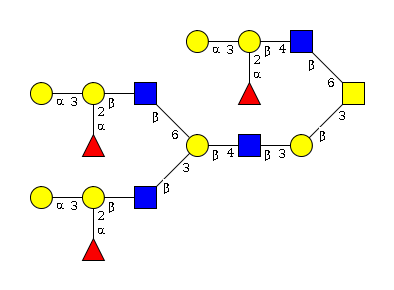 α 3 β 4
2 β
α 6
α 3 β
2 β 3
α 6 β
β 4 β 3
3
α 3 β β
2
α